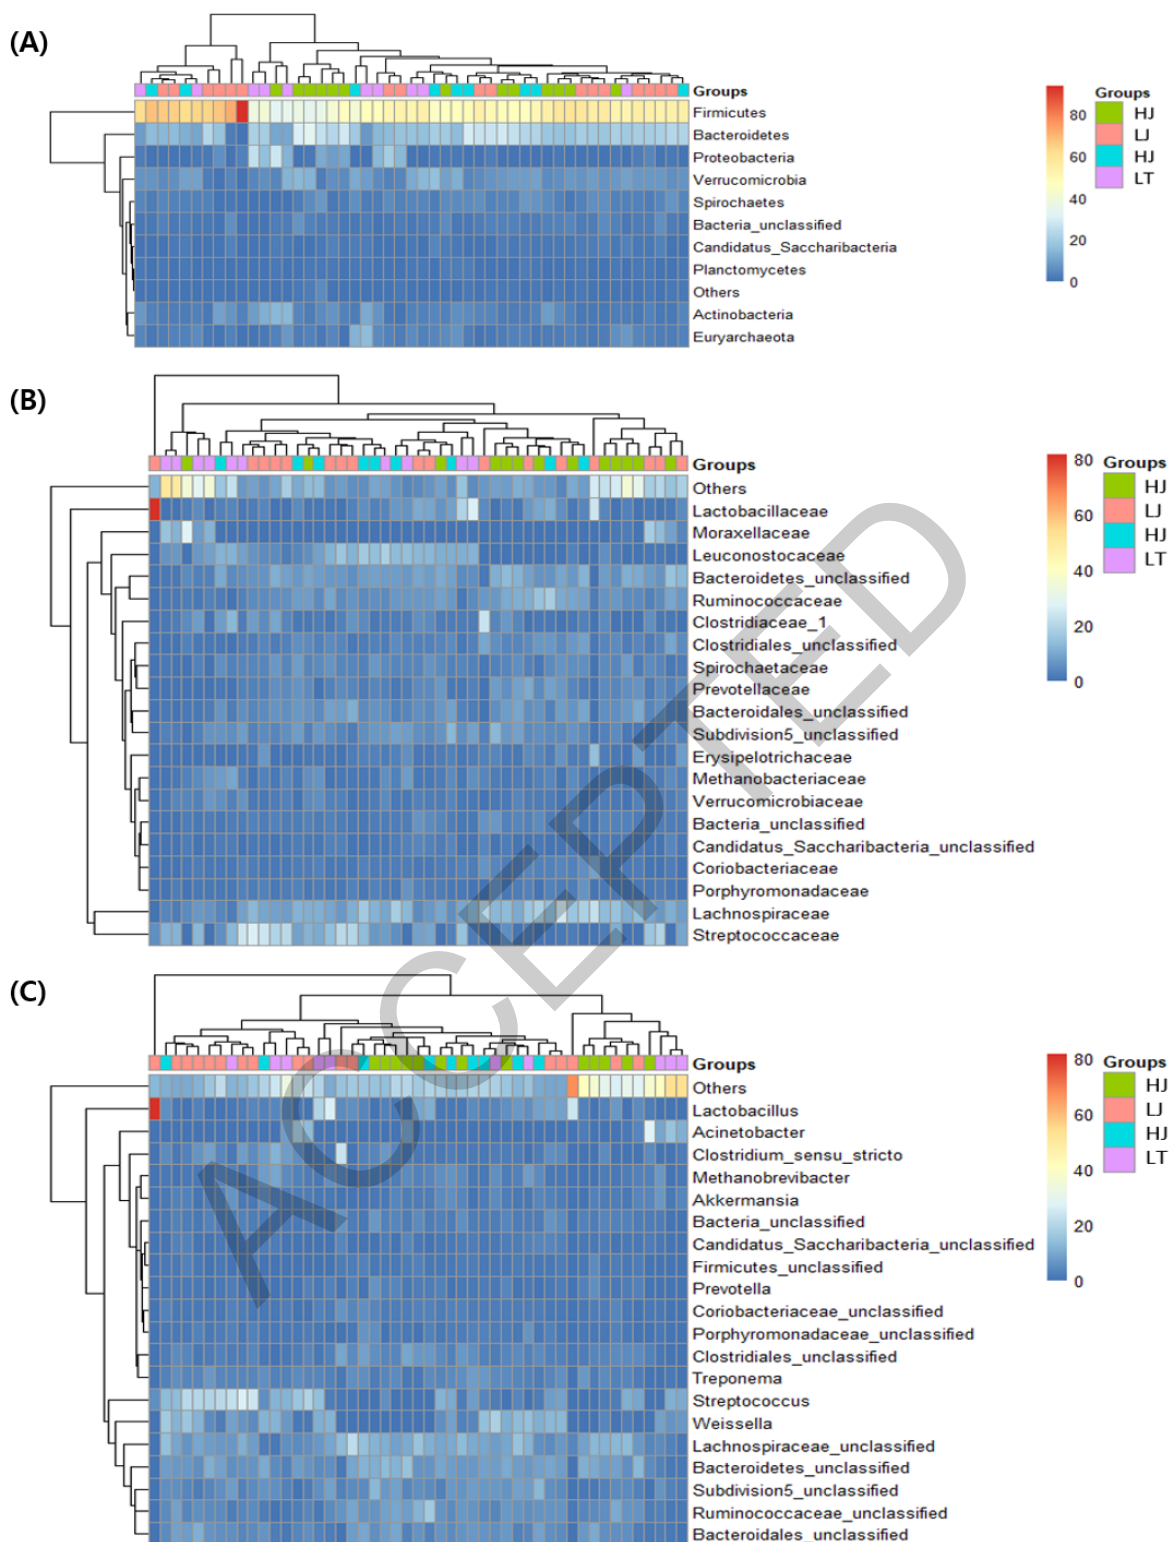 (A)
Groups
Firmicutes
Bacteroidetes
Proteobacteria
Verrucomicrobia
Spirochaetes
Bacteria_unclassified
Candidatus_Saccharibacteria
Planctomycetes
Others
Actinobacteria
Euryarchaeota
80
60
40
20
0
Groups
HJ
LJ
HJ
LT
(B)
Groups
Others
Lactobacillaceae
Moraxellaceae
Leuconostocaceae
Bacteroidetes_unclassified
Ruminococcaceae
Clostridiaceae_1
Clostridiales_unclassified
Spirochaetaceae
Prevotellaceae
Bacteroidales_unclassified
Subdivision5_unclassified
Erysipelotrichaceae
Methanobacteriaceae
Verrucomicrobiaceae
Bacteria_unclassified
Candidatus_Saccharibacteria_unclassified
Coriobacteriaceae
Porphyromonadaceae
Lachnospiraceae
Streptococcaceae
80
60
40
20
0
Groups
HJ
LJ
HJ
LT
(C)
Groups
Others
Lactobacillus
Acinetobacter
Clostridium_sensu_stricto
Methanobrevibacter
Akkermansia
Bacteria_unclassified
Candidatus_Saccharibacteria_unclassified
Firmicutes_unclassified
Prevotella
Coriobacteriaceae_unclassified
Porphyromonadaceae_unclassified
Clostridiales_unclassified
Treponema
Streptococcus
Weissella
Lachnospiraceae_unclassified
Bacteroidetes_unclassified
Subdivision5_unclassified
Ruminococcaceae_unclassified
Bacteroidales_unclassified
80
60
40
20
0
Groups
HJ
LJ
HJ
LT
ACCEPTED